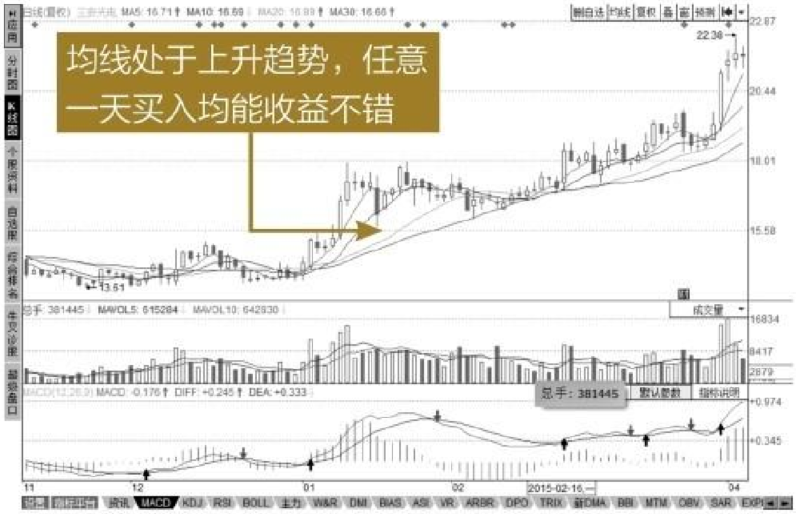 日线(复权) 三安光电 MA5: 16.71↑ MA10: 16.69↓ MA20: 16.89↑ MA30: 16.66↑
删自选 均线 复权 叠 窗 预测
22.87
22.38
均线处于上升趋势，任意
一天买入均能收益不错
20.44
18.01
15.58
13.51
应用
分时图
K线图
个股资料
自选股
综合排名
牛叉诊股
超级盘口
总手: 381445↓ MAVOL5: 615284↓ MAVOL10: 642830↓
成交量
16834
8417
2879
MACD(12,26,9) MACD: -0.176↑ DIFF: +0.245↑ DEA: +0.333↓
总手: 381445
默认参数 指标说明
+0.974
+0.345
11 12 01 02 2015-02-16,一 04
设置 指标平台 资讯 MACD KDJ RSI BOLL 主力 W&R DMI BIAS ASI VR ARBR DPO TRIX 新DMA BBI MTM OBV SAR EXP